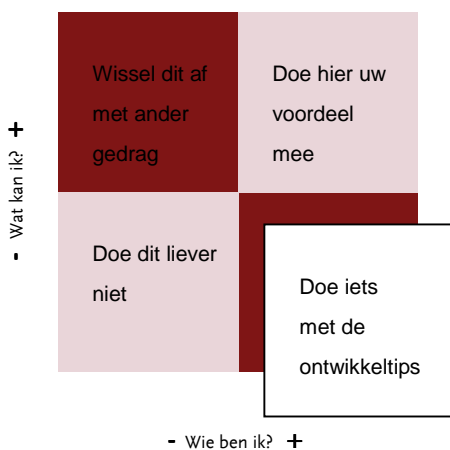 Wissel dit af
met ander
gedrag
Doe hier uw
voordeel
mee
- Wat kan ik? +
Doe dit liever
niet
Doe iets
met de
ontwikkeltips
- Wie ben ik? +